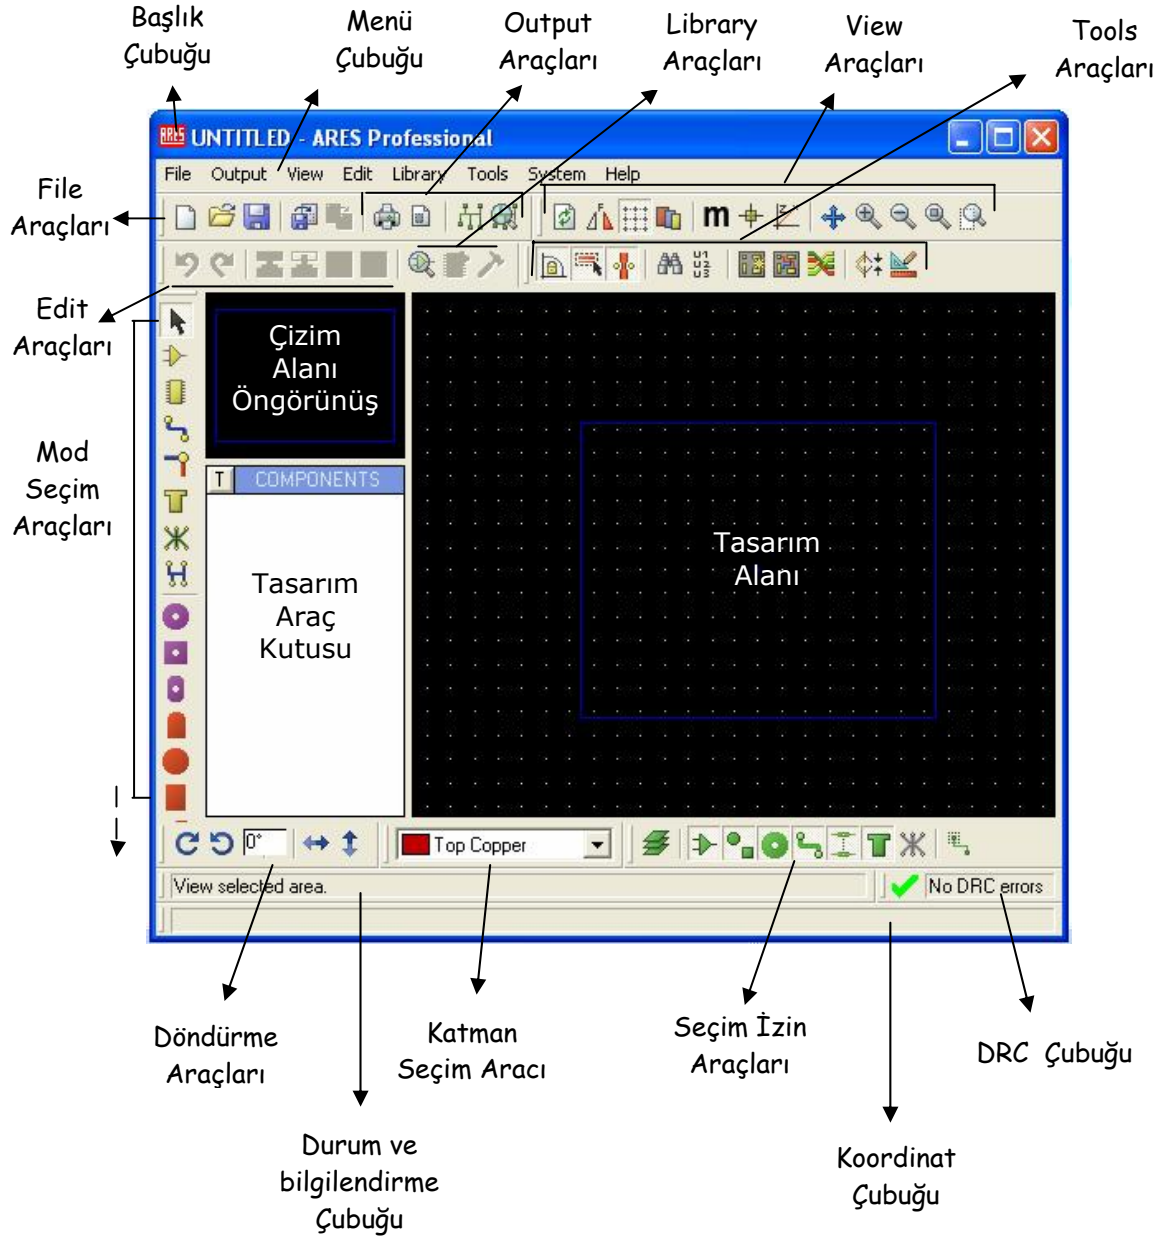 Başlık
Çubuğu
Menü
Çubuğu
Output
Araçları
Library
Araçları
View
Araçları
Tools
Araçları
ARES UNTITLED - ARES Professional
File Output View Edit Library Tools System Help
File
Araçları
Edit
Araçları
Çizim
Alanı
Öngörünüş
Mod
Seçim
Araçları
T COMPONENTS
Tasarım
Araç
Kutusu
Tasarım
Alanı
0°
Top Copper
View selected area.
No DRC errors
Döndürme
Araçları
Katman
Seçim Aracı
Seçim İzin
Araçları
DRC Çubuğu
Durum ve
bilgilendirme
Çubuğu
Koordinat
Çubuğu